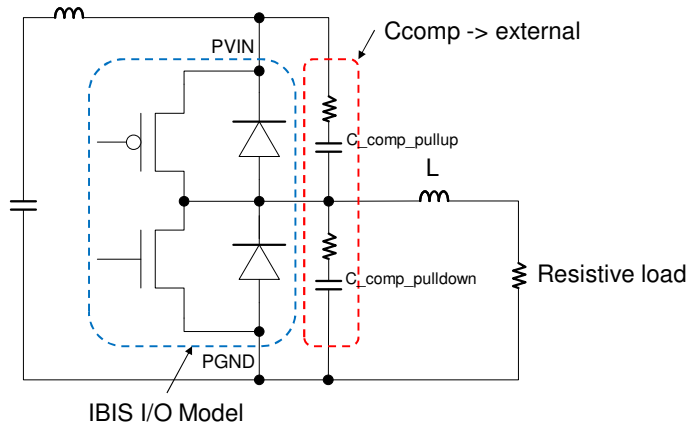 Ccomp -> external
PVIN
C_comp_pullup
L
C_comp_pulldown
Resistive load
PGND
IBIS I/O Model